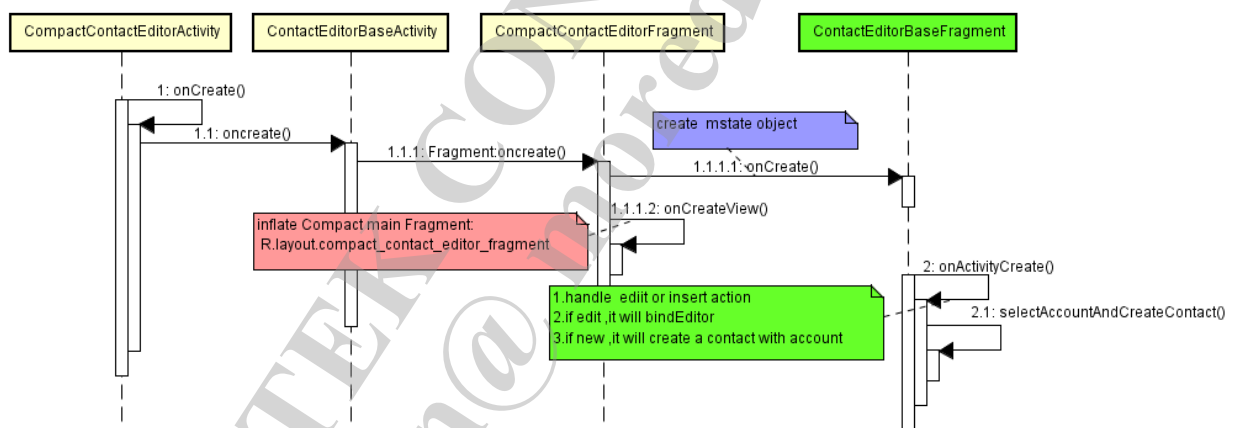 CompactContactEditorActivity
ContactEditorBaseActivity
CompactContactEditorFragment
ContactEditorBaseFragment
1: onCreate()
1.1: oncreate()
create mstate object
1.1.1: Fragment:oncreate()
1.1.1.1: onCreate()
1.1.1.2: onCreateView()
inflate Compact main Fragment:
R.layout.compact_contact_editor_fragment
2: onActivityCreate()
1.handle ediit or insert action
2.if edit ,it will bindEditor
3.if new ,it will create a contact with account
2.1: selectAccountAndCreateContact()
TEK CON
n@mored